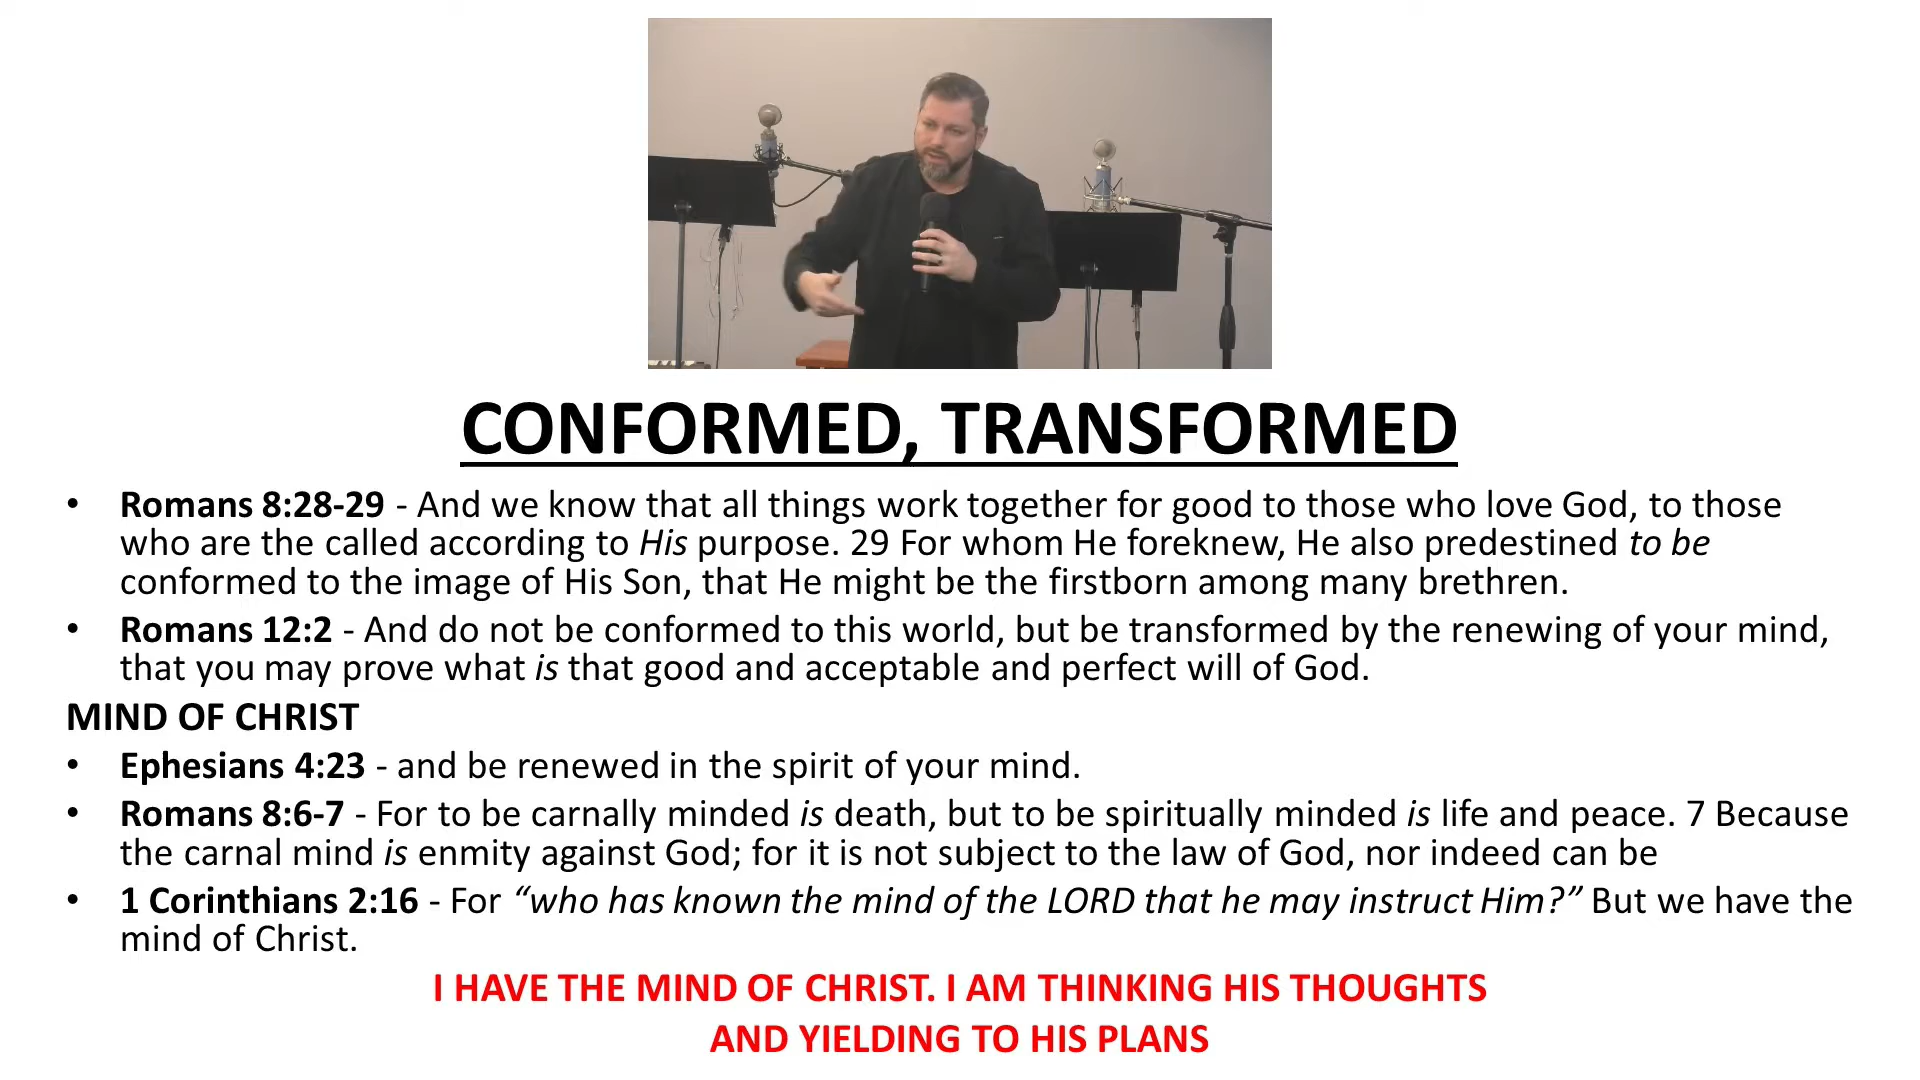 CONFORMED, TRANSFORMED
• Romans 8:28-29 - And we know that all things work together for good to those who love God, to those
who are the called according to His purpose. 29 For whom He foreknew, He also predestined to be
conformed to the image of His Son, that He might be the firstborn among many brethren.
• Romans 12:2 - And do not be conformed to this world, but be transformed by the renewing of your mind,
that you may prove what is that good and acceptable and perfect will of God.
MIND OF CHRIST
• Ephesians 4:23 - and be renewed in the spirit of your mind.
• Romans 8:6-7 - For to be carnally minded is death, but to be spiritually minded is life and peace. 7 Because
the carnal mind is enmity against God; for it is not subject to the law of God, nor indeed can be
• 1 Corinthians 2:16 - For “who has known the mind of the LORD that he may instruct Him?” But we have the
mind of Christ.
I HAVE THE MIND OF CHRIST. I AM THINKING HIS THOUGHTS
AND YIELDING TO HIS PLANS